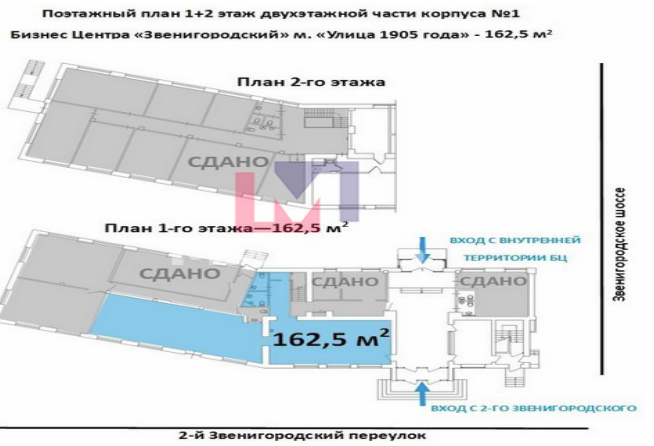 Поэтажный план 1+2 этаж двухэтажной части корпуса №1
Бизнес Центра «Звенигородский» м. «Улица 1905 года» - 162,5 м²
План 2-го этажа
СДАНО
План 1-го этажа—162,5 м²
ВХОД С ВНУТРЕННЕЙ
ТЕРРИТОРИИ БЦ
СДАНО
СДАНО
СДАНО
162,5 м²
Звенигородское шоссе
ВХОД С 2-ГО ЗВЕНИГОРОДСКОГО
2-й Звенигородский переулок